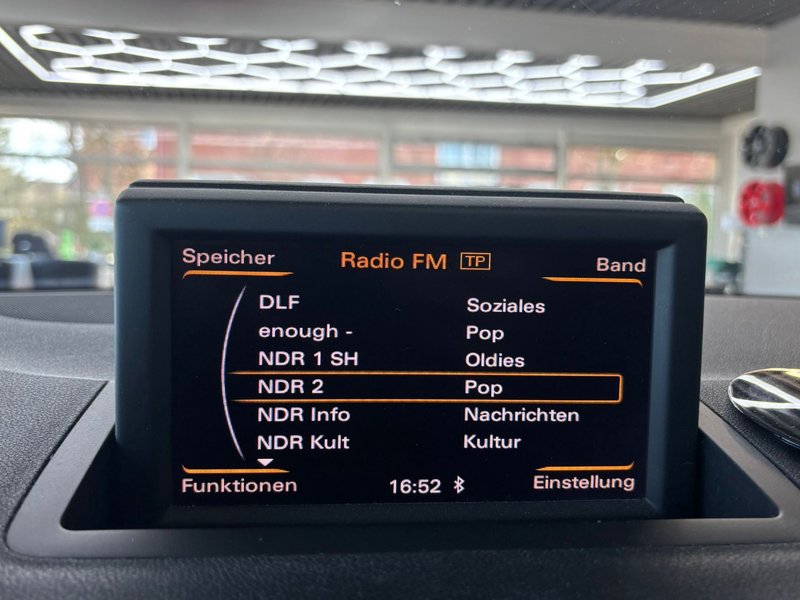 Speicher Radio FM TP Band
DLF Soziales
enough - Pop
NDR 1 SH Oldies
NDR 2 Pop
NDR Info Nachrichten
NDR Kult Kultur
Funktionen 16:52 Einstellung